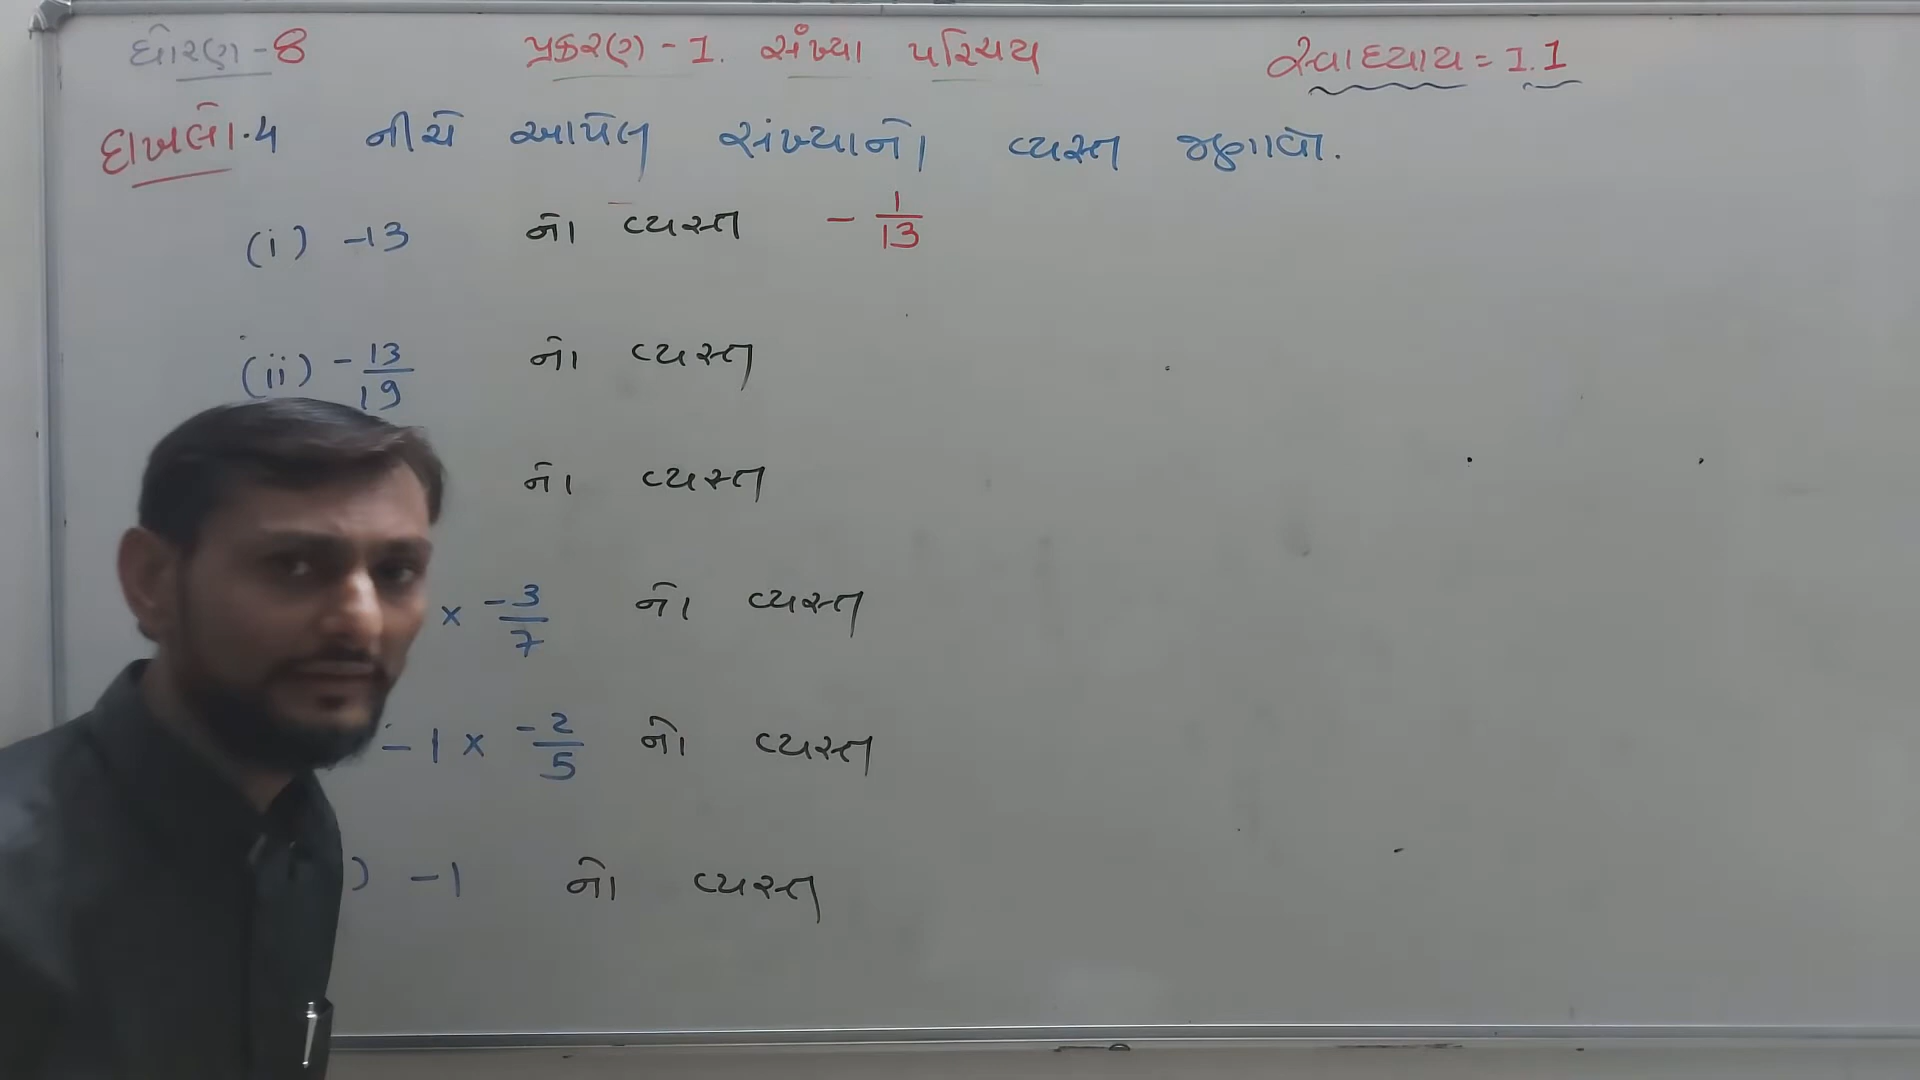 ધોરણ - 8 પ્રકરણ - 1. સંખ્યા પરિચય સ્વાધ્યાય = 1.1
દાખલો.4 નીચે આપેલ સંખ્યાનો વ્યસ્ત જણાવો.
(i) -13 નો વ્યસ્ત - 1/13
(ii) - 13/19 નો વ્યસ્ત
નો વ્યસ્ત
× -3/7 નો વ્યસ્ત
-1 × -2/5 નો વ્યસ્ત
) -1 નો વ્યસ્ત